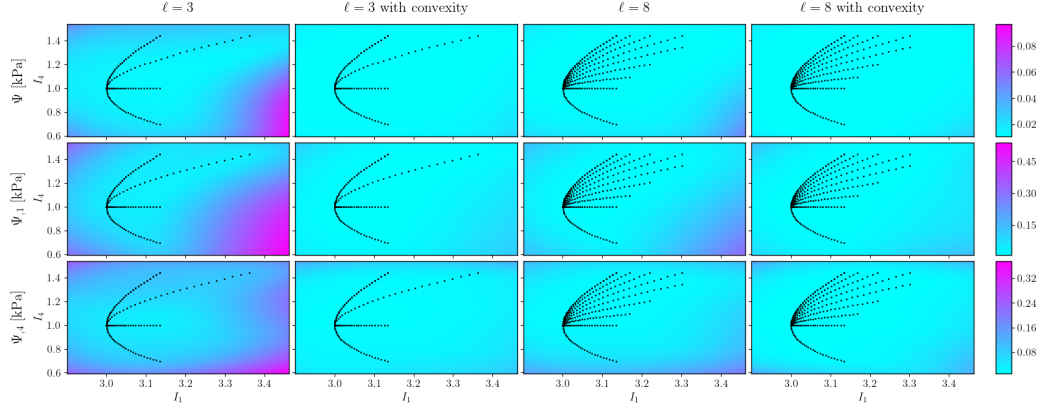 ℓ = 3
ℓ = 3 with convexity
ℓ = 8
ℓ = 8 with convexity
Ψ [kPa]
I₄
1.4
1.2
1.0
0.8
0.6
0.08
0.06
0.04
0.02
Ψ,₁ [kPa]
I₄
1.4
1.2
1.0
0.8
0.6
0.45
0.30
0.15
Ψ,₄ [kPa]
I₄
1.4
1.2
1.0
0.8
0.6
0.32
0.24
0.16
0.08
3.0 3.1 3.2 3.3 3.4
3.0 3.1 3.2 3.3 3.4
3.0 3.1 3.2 3.3 3.4
3.0 3.1 3.2 3.3 3.4
I₁
I₁
I₁
I₁